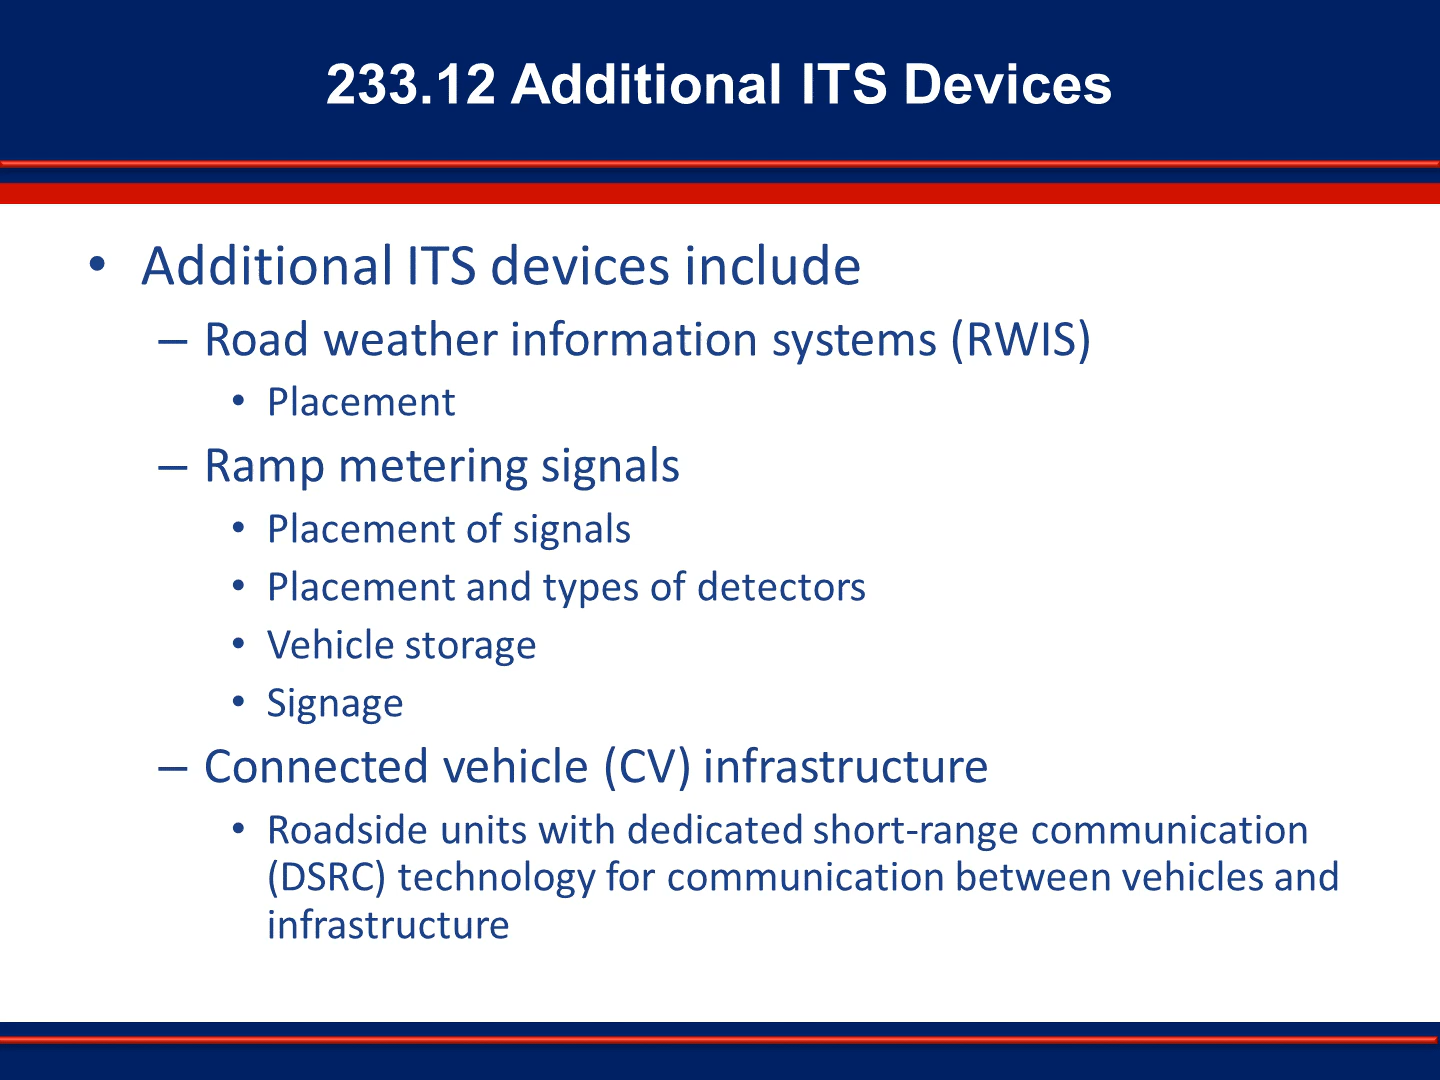 233.12 Additional ITS Devices
• Additional ITS devices include
– Road weather information systems (RWIS)
• Placement
– Ramp metering signals
• Placement of signals
• Placement and types of detectors
• Vehicle storage
• Signage
– Connected vehicle (CV) infrastructure
• Roadside units with dedicated short-range communication
(DSRC) technology for communication between vehicles and
infrastructure